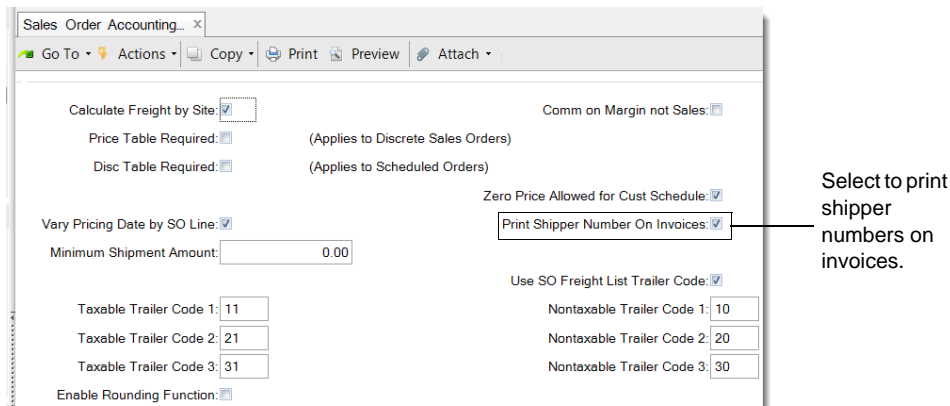 Sales Order Accounting... x
Go To Actions Copy Print Preview Attach
Calculate Freight by Site: Comm on Margin not Sales:
Price Table Required: (Applies to Discrete Sales Orders)
Disc Table Required: (Applies to Scheduled Orders)
Zero Price Allowed for Cust Schedule:
Vary Pricing Date by SO Line: Print Shipper Number On Invoices:
Minimum Shipment Amount: 0.00
Use SO Freight List Trailer Code:
Taxable Trailer Code 1: 11 Nontaxable Trailer Code 1: 10
Taxable Trailer Code 2: 21 Nontaxable Trailer Code 2: 20
Taxable Trailer Code 3: 31 Nontaxable Trailer Code 3: 30
Enable Rounding Function:
Select to print
shipper
numbers on
invoices.